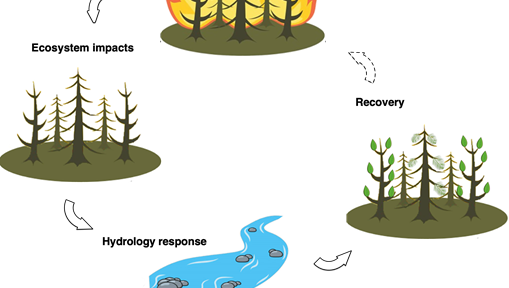 Ecosystem impacts
Recovery
Hydrology response